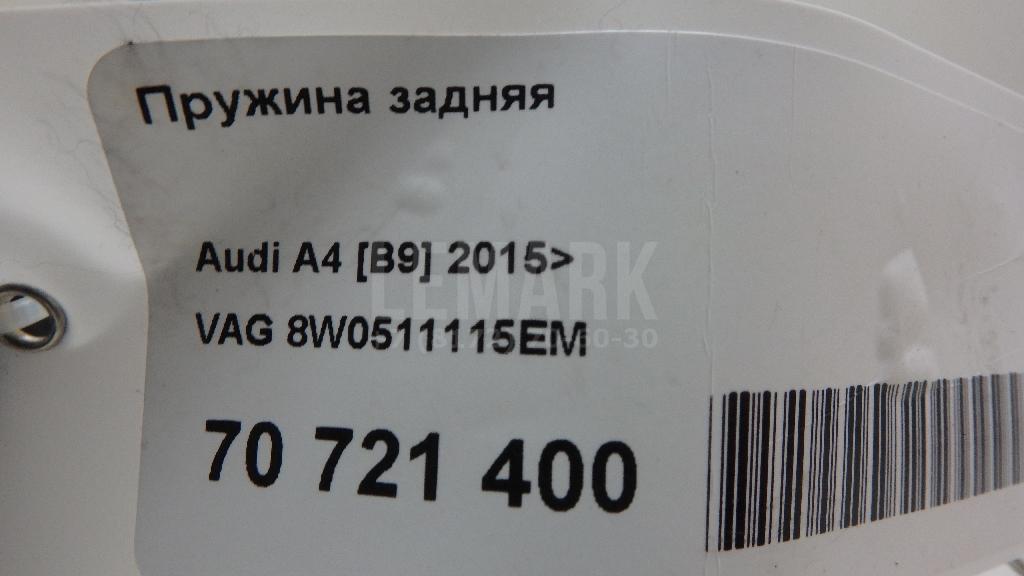 Пружина задняя
Audi A4 [B9] 2015>
LEMARK
VAG 8W0511115EM
70 721 400